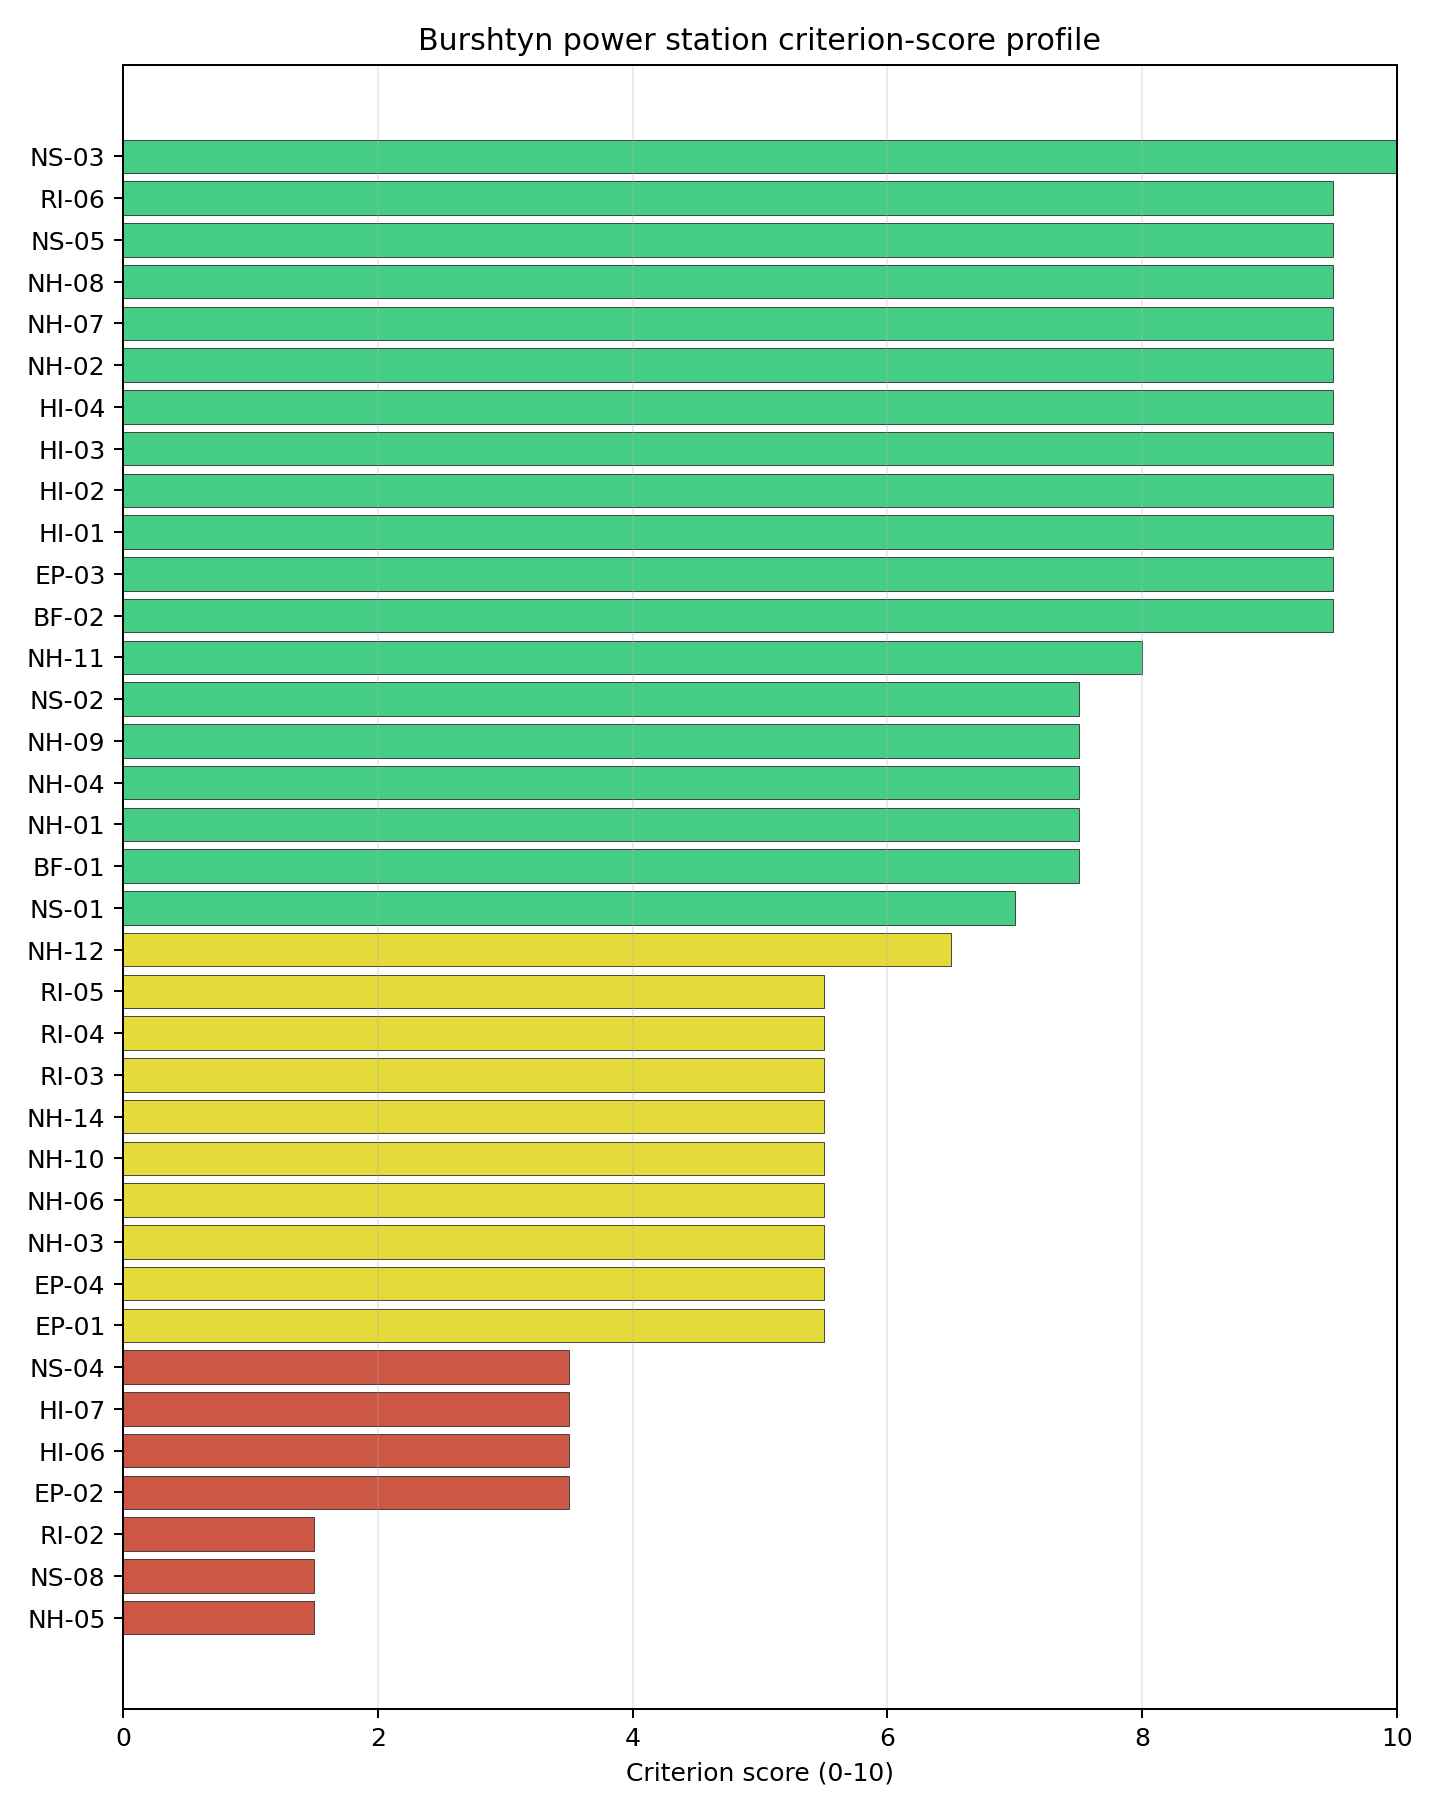 Burshtyn power station criterion-score profile
NS-03
RI-06
NS-05
NH-08
NH-07
NH-02
HI-04
HI-03
HI-02
HI-01
EP-03
BF-02
NH-11
NS-02
NH-09
NH-04
NH-01
BF-01
NS-01
NH-12
RI-05
RI-04
RI-03
NH-14
NH-10
NH-06
NH-03
EP-04
EP-01
NS-04
HI-07
HI-06
EP-02
RI-02
NS-08
NH-05
0 2 4 6 8 10
Criterion score (0-10)